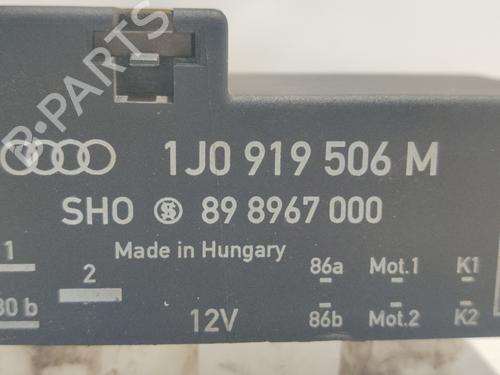 B-PARTS
1J0 919 506 M
SHO 89 8967 000
Made in Hungary
1
2
30 b
12V
86a Mot.1 K1
86b Mot.2 K2